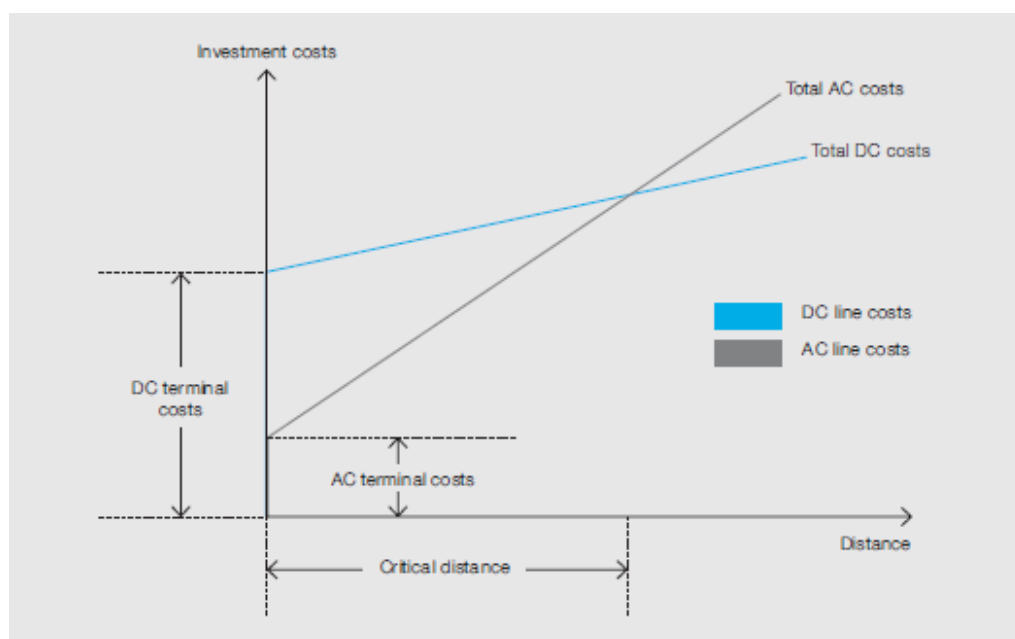 Investment costs
Total AC costs
Total DC costs
DC line costs
AC line costs
DC terminal
costs
AC terminal costs
Distance
Critical distance